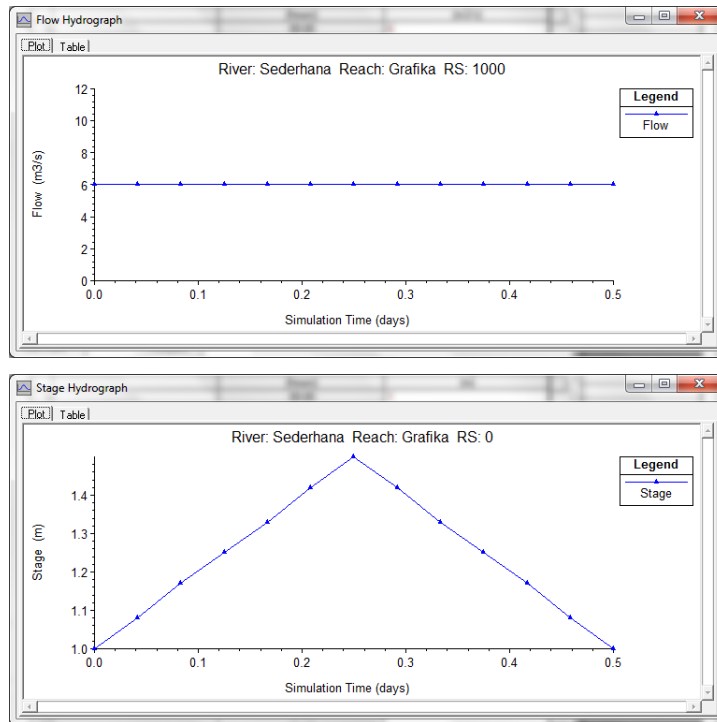 Flow Hydrograph
Plot Table
River: Sederhana Reach: Grafika RS: 1000
Legend
Flow
12
10
8
6
4
2
0
Flow (m3/s)
0.0 0.1 0.2 0.3 0.4 0.5
Simulation Time (days)
Stage Hydrograph
Plot Table
River: Sederhana Reach: Grafika RS: 0
Legend
Stage
1.4
1.3
1.2
1.1
1.0
Stage (m)
0.0 0.1 0.2 0.3 0.4 0.5
Simulation Time (days)